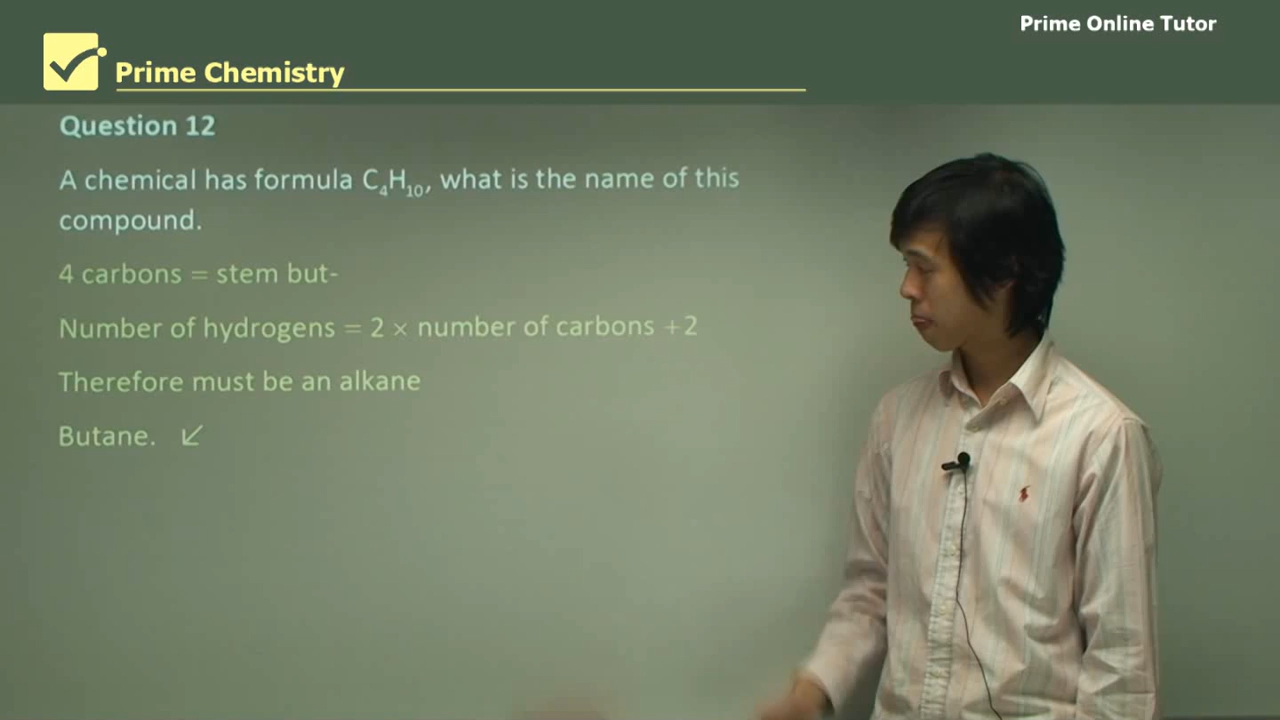 Prime Online Tutor
Prime Chemistry
Question 12
A chemical has formula C₄H₁₀, what is the name of this
compound.
4 carbons = stem but-
Number of hydrogens = 2 × number of carbons +2
Therefore must be an alkane
Butane. ↙